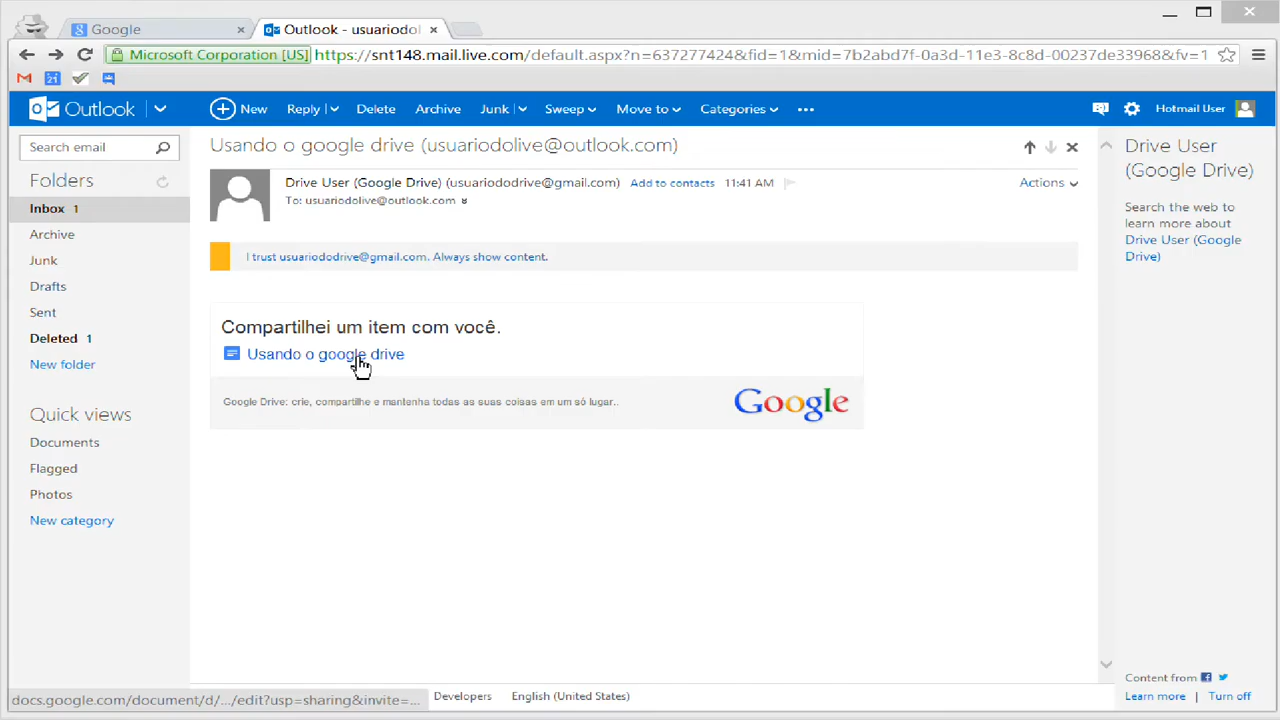 Google
Outlook - usuariodol
Microsoft Corporation [US] https://snt148.mail.live.com/default.aspx?n=637277424&fid=1&mid=7b2abd7f-0a3d-11e3-8c8d-00237de33968&fv=1
Outlook
New
Reply
Delete
Archive
Junk
Sweep
Move to
Categories
Hotmail User
Search email
Folders
Inbox 1
Archive
Junk
Drafts
Sent
Deleted 1
New folder
Quick views
Documents
Flagged
Photos
New category
Usando o google drive (usuariodolive@outlook.com)
Drive User (Google Drive) (usuariododrive@gmail.com) Add to contacts 11:41 AM
To: usuariodolive@outlook.com
Actions
I trust usuariododrive@gmail.com. Always show content.
Compartilhei um item com você.
Usando o google drive
Google Drive: crie, compartilhe e mantenha todas as suas coisas em um só lugar..
Google
Drive User
(Google Drive)
Search the web to
learn more about
Drive User (Google
Drive)
Content from
Learn more | Turn off
docs.google.com/document/d/.../edit?usp=sharing&invite=...
Developers
English (United States)